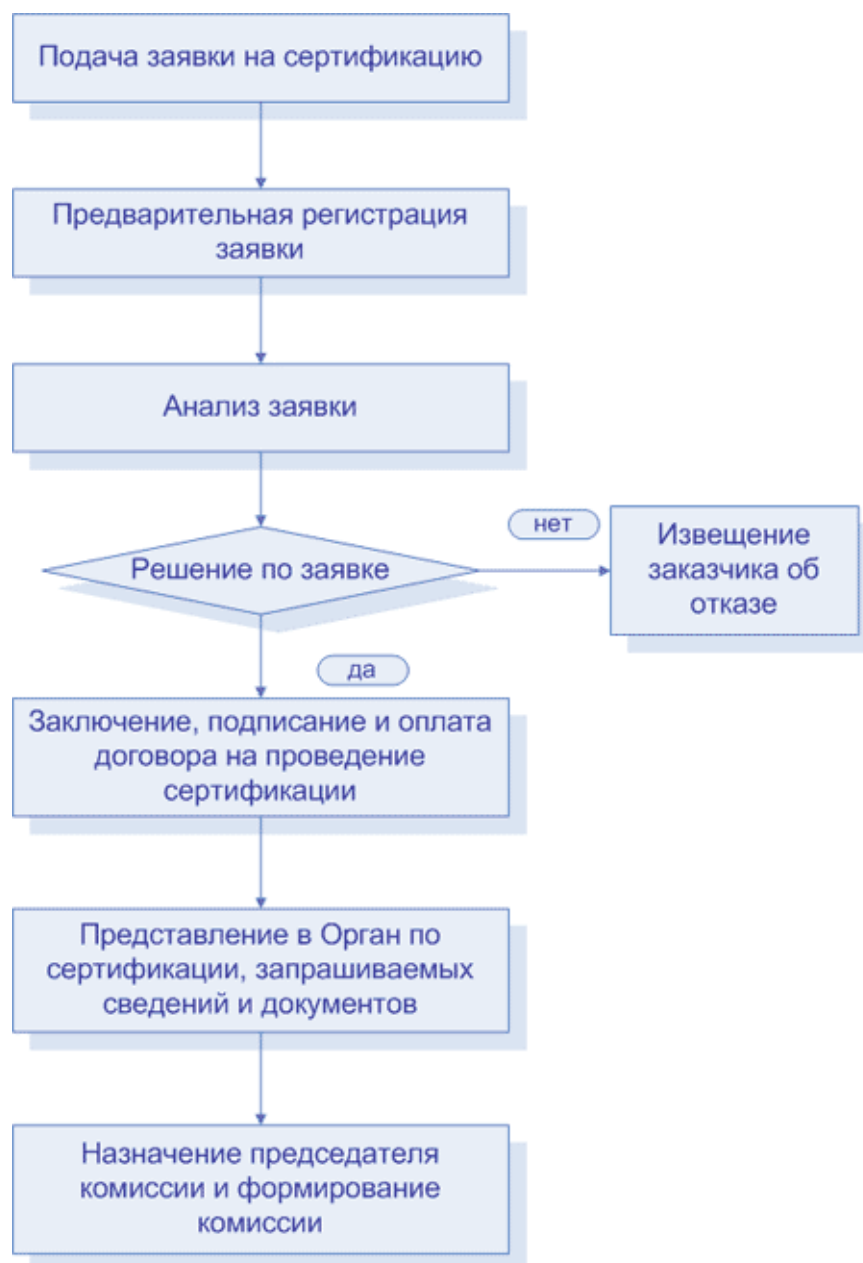 Подача заявки на сертификацию
Предварительная регистрация
заявки
Анализ заявки
Решение по заявке
нет
Извещение
заказчика об
отказе
да
Заключение, подписание и оплата
договора на проведение
сертификации
Представление в Орган по
сертификации, запрашиваемых
сведений и документов
Назначение председателя
комиссии и формирование
комиссии